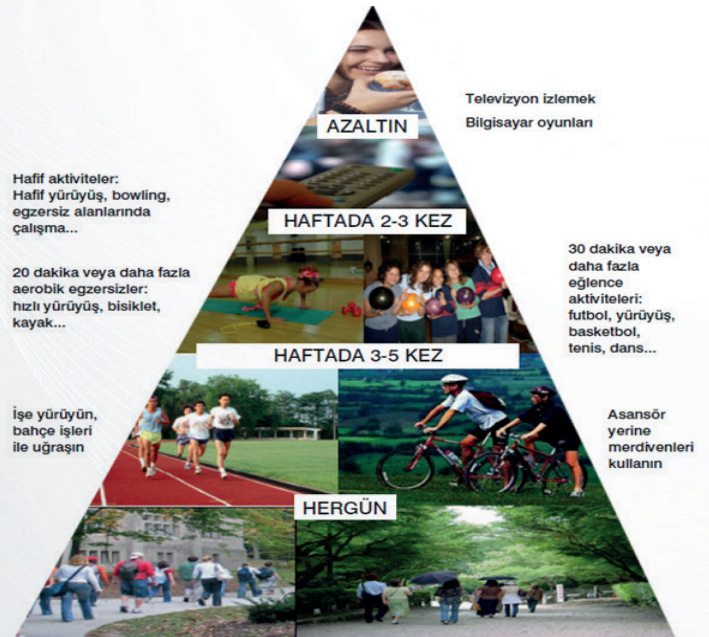 Televizyon izlemek
Bilgisayar oyunları
AZALTIN
Hafif aktiviteler:
Hafif yürüyüş, bowling,
egzersiz alanlarında
çalışma...
HAFTADA 2-3 KEZ
20 dakika veya daha fazla
aerobik egzersizler:
hızlı yürüyüş, bisiklet,
kayak...
30 dakika veya
daha fazla
eğlence
aktiviteleri:
futbol, yürüyüş,
basketbol,
tenis, dans...
HAFTADA 3-5 KEZ
İşe yürüyün,
bahçe işleri
ile uğraşın
Asansör
yerine
merdivenleri
kullanın
HERGÜN